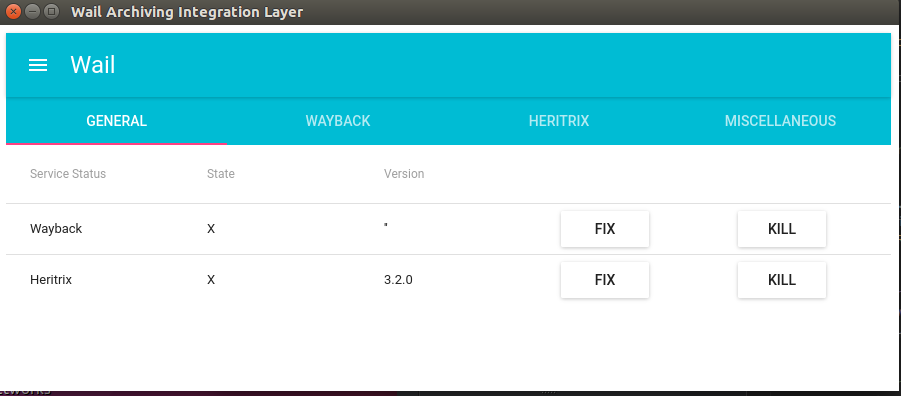 Wail Archiving Integration Layer
Wail
GENERAL WAYBACK HERITRIX MISCELLANEOUS
Service Status State Version
Wayback X " FIX KILL
Heritrix X 3.2.0 FIX KILL